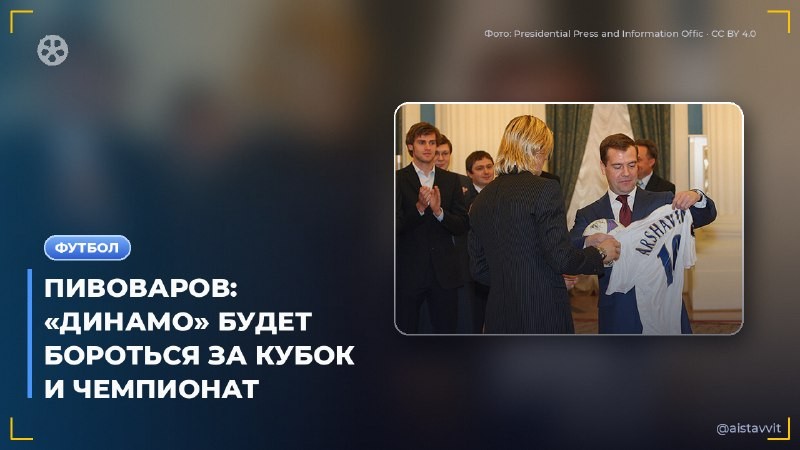 Фото: Presidential Press and Information Offic · CC BY 4.0
ARSHAVIN
10
ФУТБОЛ
ПИВОВАРОВ:
«ДИНАМО» БУДЕТ
БОРОТЬСЯ ЗА КУБОК
И ЧЕМПИОНАТ
@aistavvit